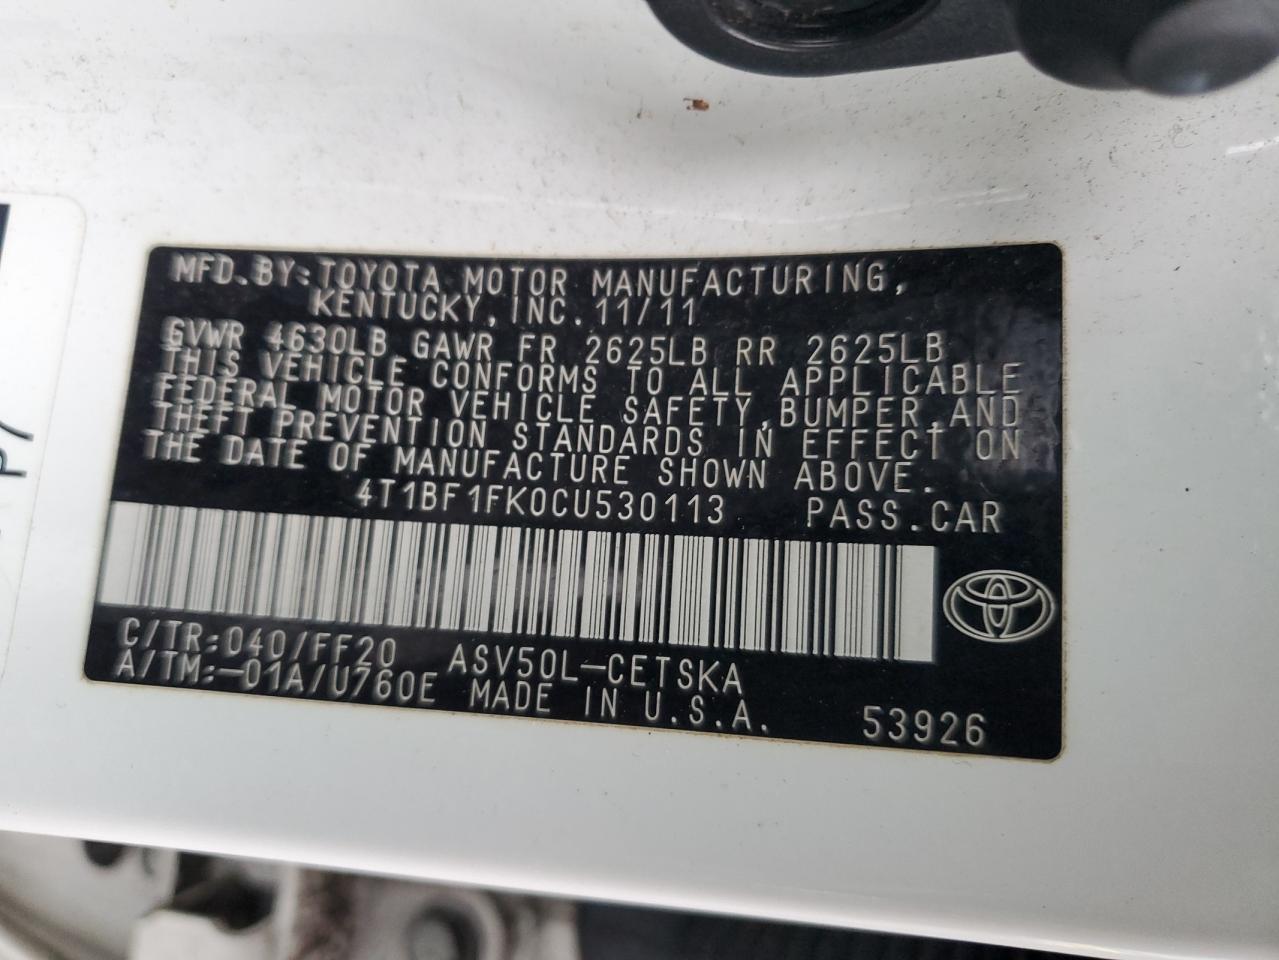 MFD.BY:TOYOTA MOTOR MANUFACTURING,
KENTUCKY,INC.11/11
GVWR 4630LB GAWR FR 2625LB RR 2625LB
THIS VEHICLE CONFORMS TO ALL APPLICABLE
FEDERAL MOTOR VEHICLE SAFETY,BUMPER,AND
THEFT PREVENTION STANDARDS IN EFFECT ON
THE DATE OF MANUFACTURE SHOWN ABOVE.
4T1BF1FK0CU530113 PASS.CAR
C/TR:040/FF20 ASV50L-CETSKA
A/TM:-01A/U760E MADE IN U.S.A. 53926